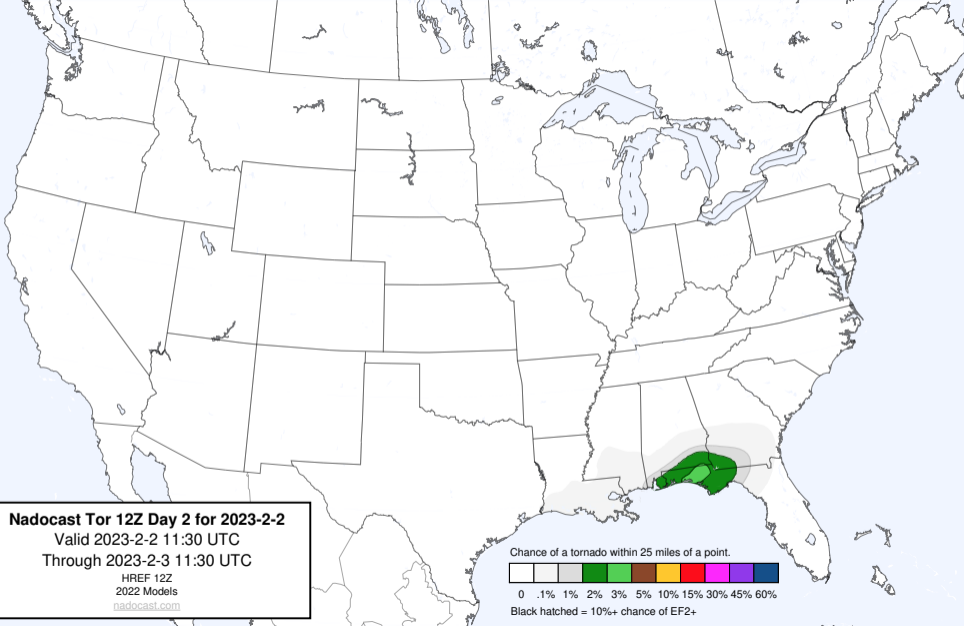 Nadocast Tor 12Z Day 2 for 2023-2-2
Valid 2023-2-2 11:30 UTC
Through 2023-2-3 11:30 UTC
HREF 12Z
2022 Models
nadocast.com
Chance of a tornado within 25 miles of a point.
0 .1% 1% 2% 3% 5% 10% 15% 30% 45% 60%
Black hatched = 10%+ chance of EF2+